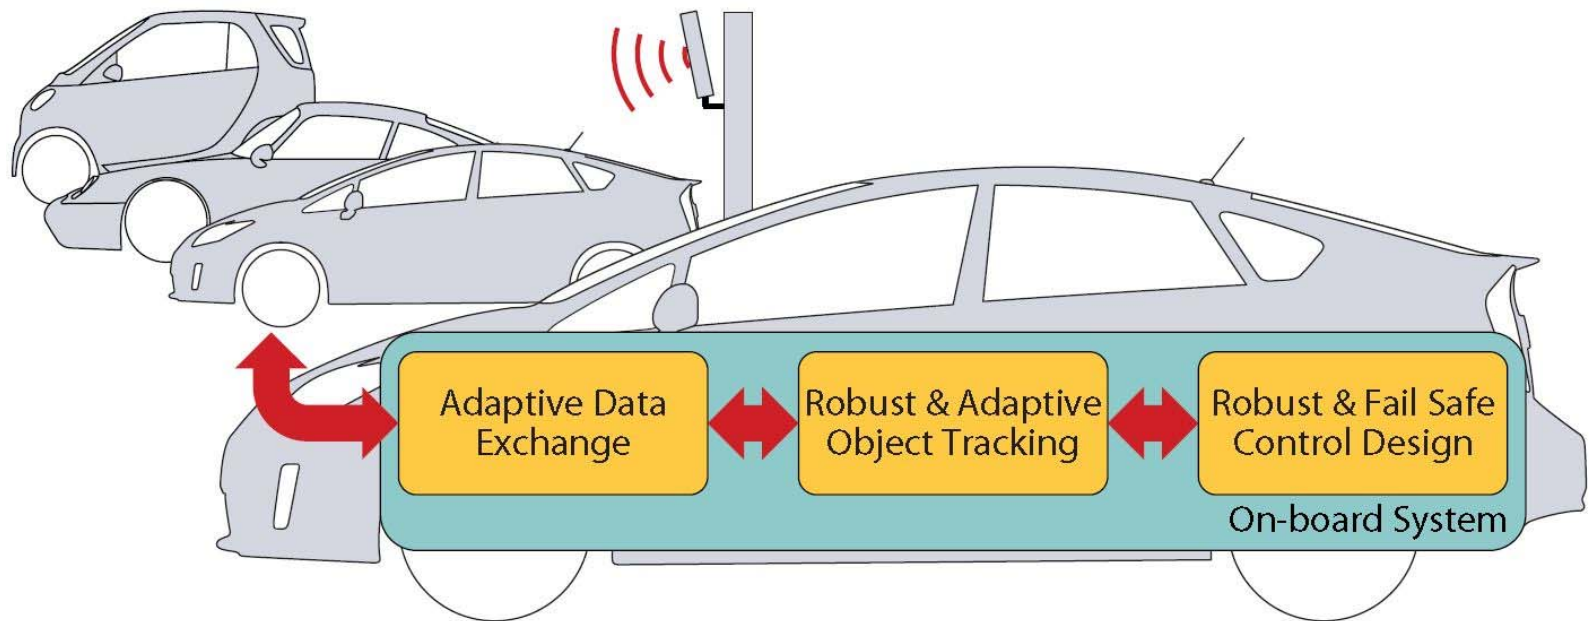 Adaptive Data
Exchange
Robust & Adaptive
Object Tracking
Robust & Fail Safe
Control Design
On-board System